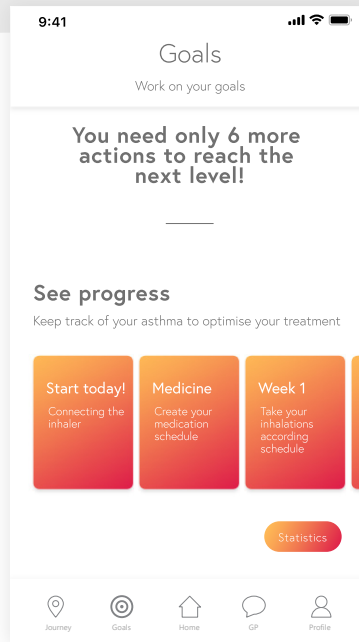 9:41
Goals
Work on your goals
You need only 6 more
actions to reach the
next level!
See progress
Keep track of your asthma to optimise your treatment
Start today!
Connecting the
inhaler
Medicine
Create your
medication
schedule
Week 1
Take your
inhalations
according
schedule
Statistics
Journey
Goals
Home
GP
Profile